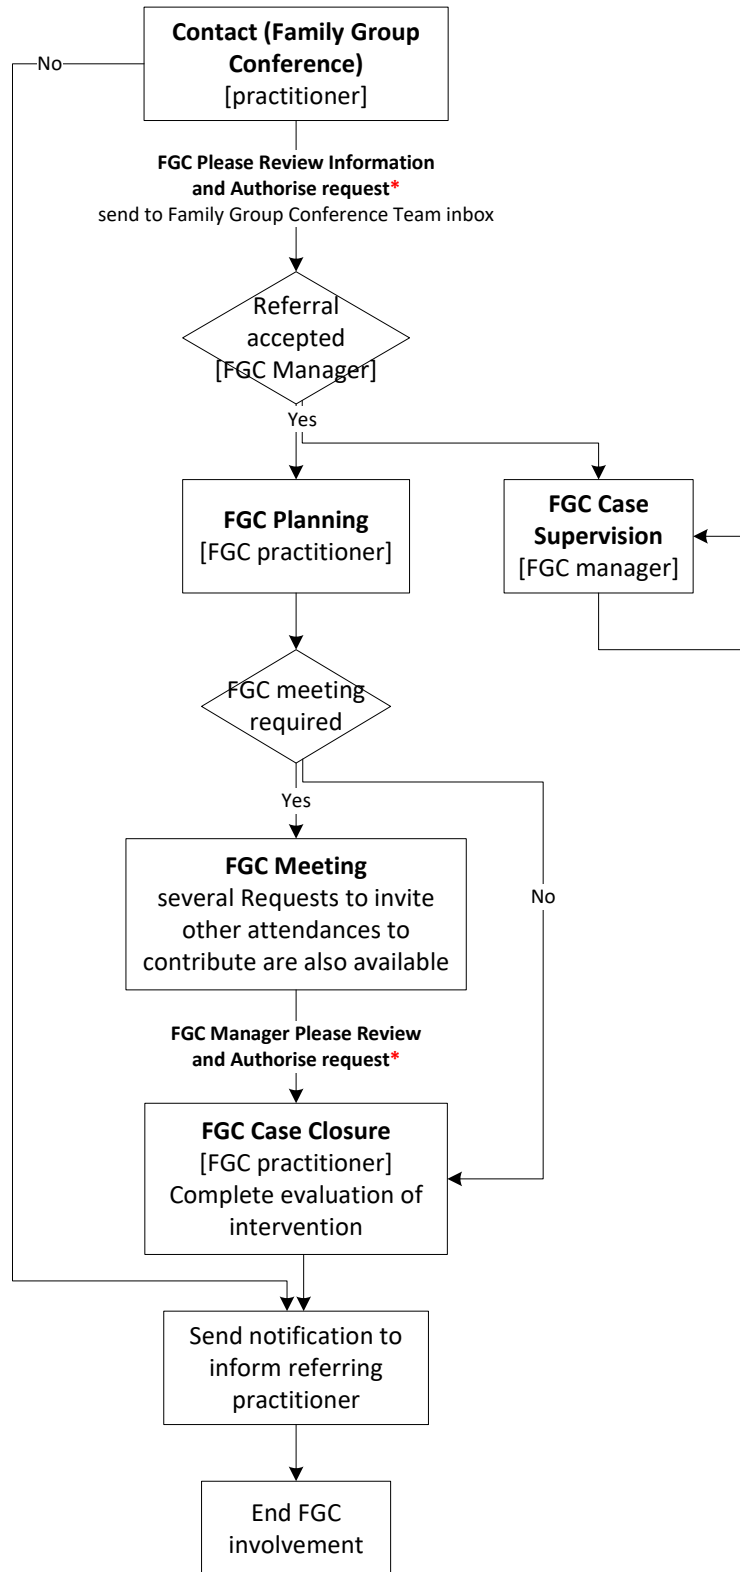 Contact (Family Group
Conference)
[practitioner]
No
FGC Please Review Information
and Authorise request*
send to Family Group Conference Team inbox
Referral
accepted
[FGC Manager]
Yes
FGC Planning
[FGC practitioner]
FGC Case
Supervision
[FGC manager]
FGC meeting
required
Yes
No
FGC Meeting
several Requests to invite
other attendances to
contribute are also available
FGC Manager Please Review
and Authorise request*
FGC Case Closure
[FGC practitioner]
Complete evaluation of
intervention
Send notification to
inform referring
practitioner
End FGC
involvement